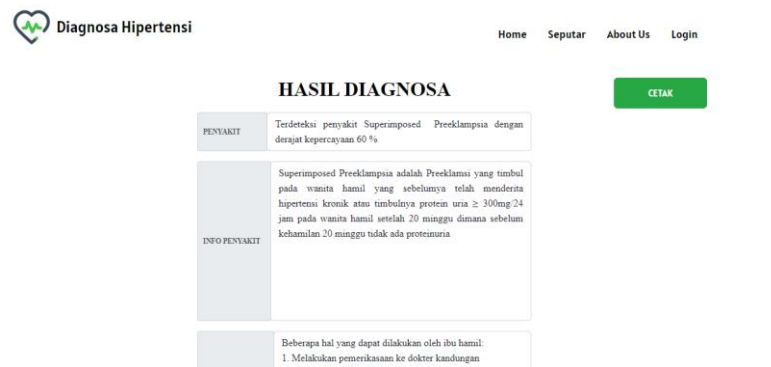 Diagnosa Hipertensi
Home Seputar About Us Login
HASIL DIAGNOSA
CETAK
PENYAKIT
Terdeteksi penyakit Superimposed Preeklampsia dengan
derajat kepercayaan 60 %
INFO PENYAKIT
Superimposed Preeklampsia adalah Preeklamsi yang timbul
pada wanita hamil yang sebelumya telah menderita
hipertensi kronik atau timbulnya protein uria ≥ 300mg/24
jam pada wanita hamil setelah 20 minggu dimana sebelum
kehamilan 20 minggu tidak ada proteinuria
Beberapa hal yang dapat dilakukan oleh ibu hamil:
1. Melakukan pemerikasaan ke dokter kandungan